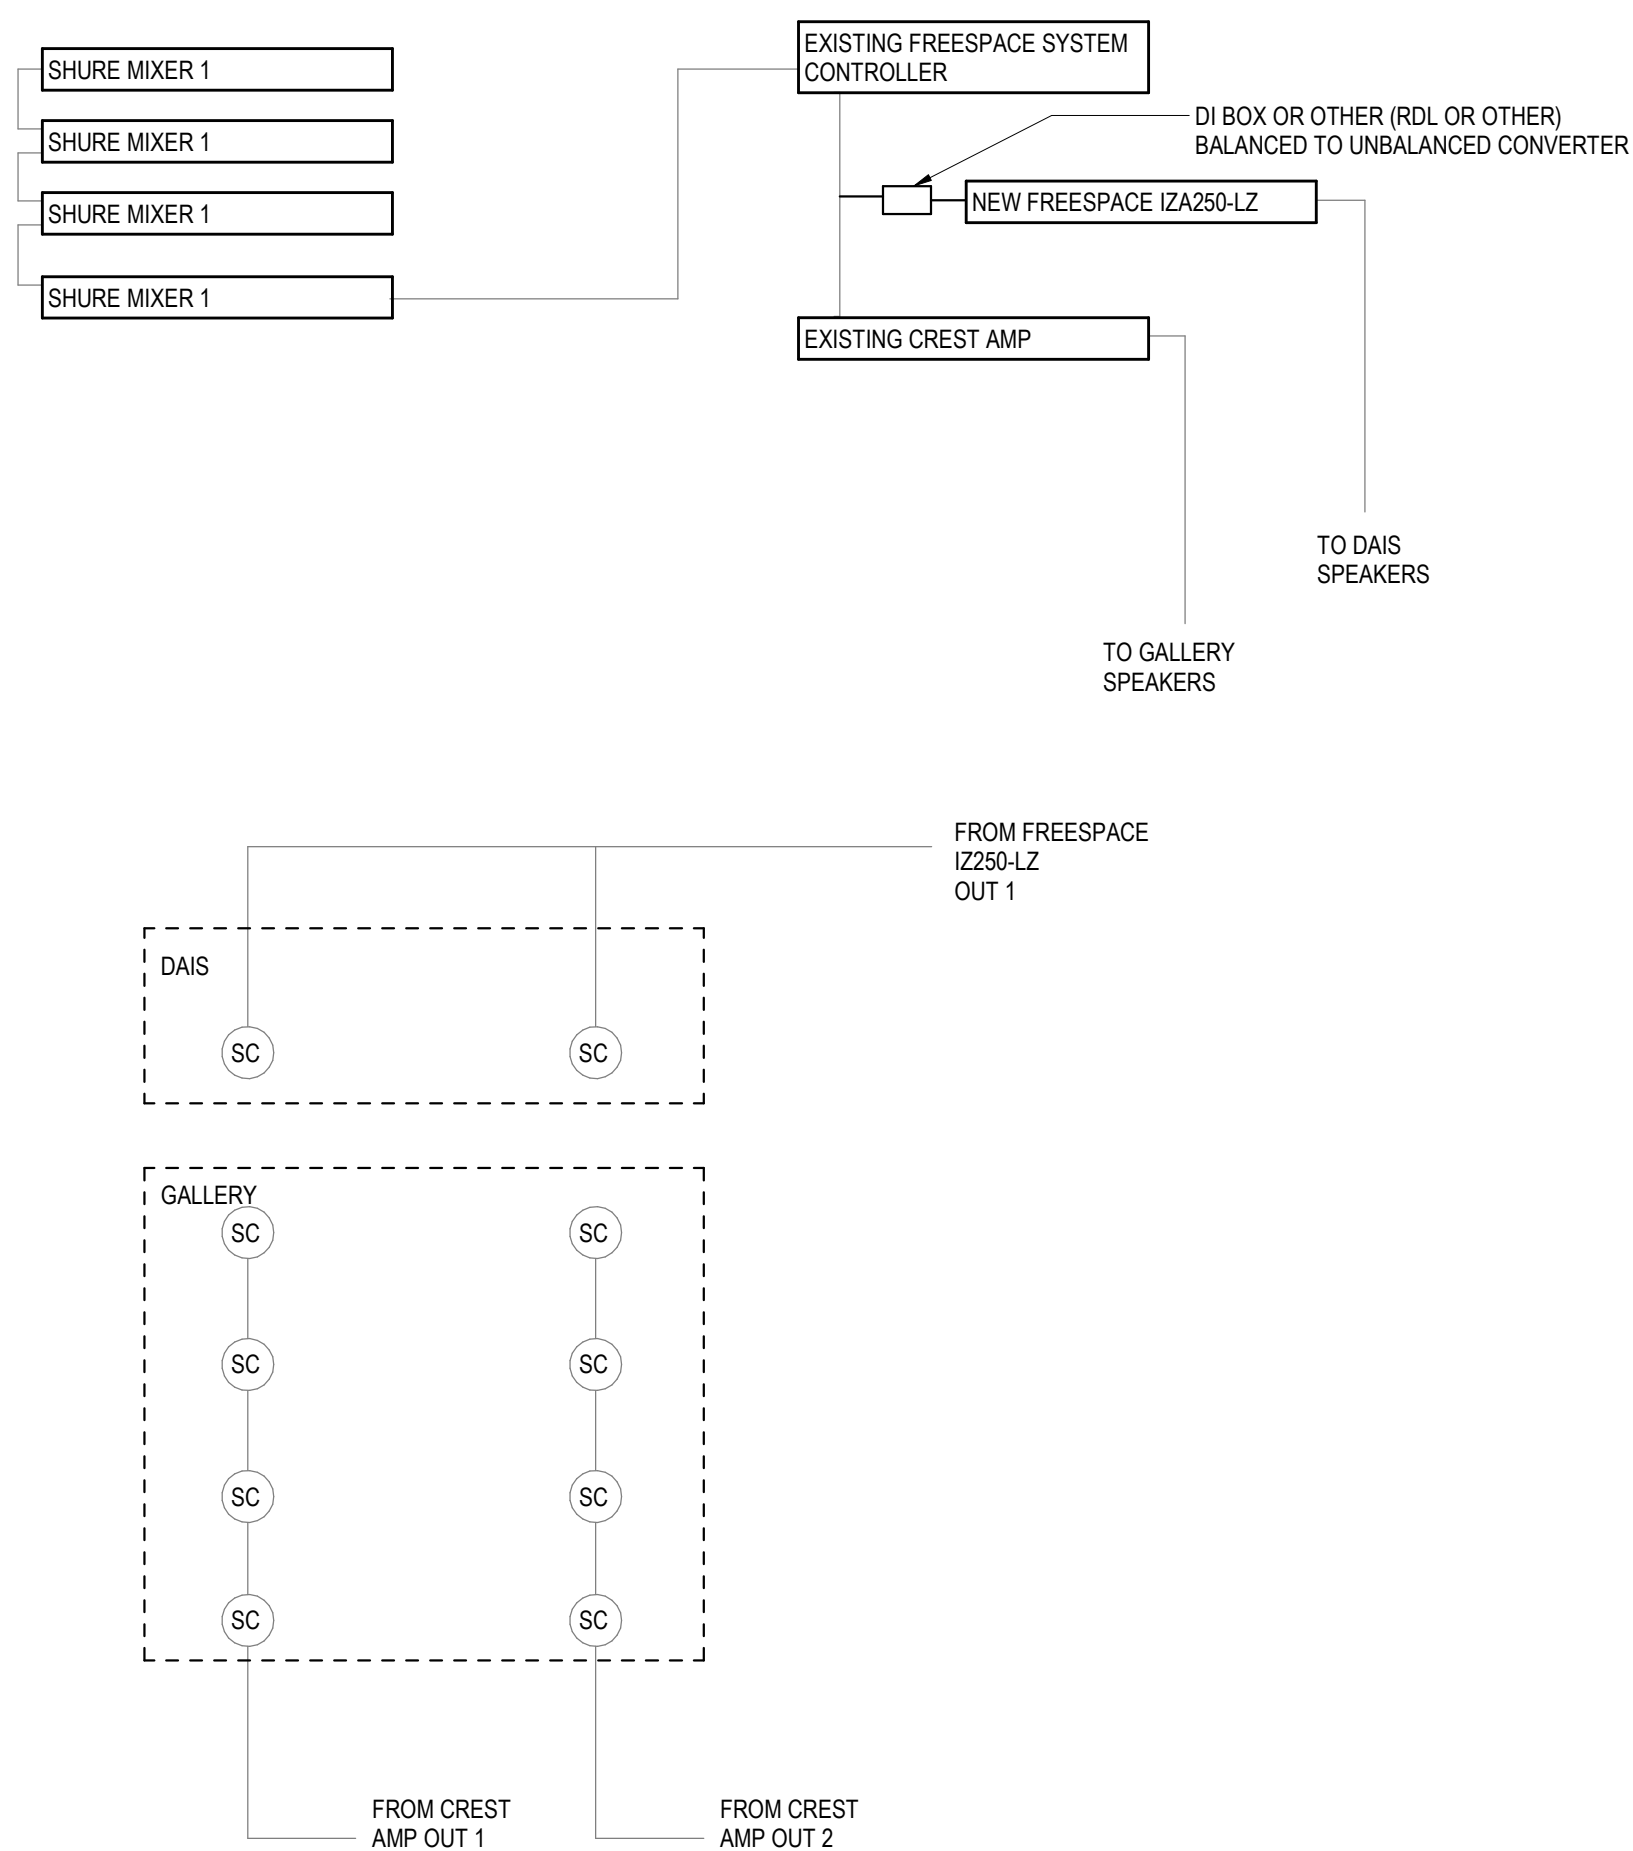 SHURE MIXER 1
SHURE MIXER 1
SHURE MIXER 1
SHURE MIXER 1
EXISTING FREESPACE SYSTEM
CONTROLLER
DI BOX OR OTHER (RDL OR OTHER)
BALANCED TO UNBALANCED CONVERTER
NEW FREESPACE IZA250-LZ
EXISTING CREST AMP
TO DAIS
SPEAKERS
TO GALLERY
SPEAKERS
FROM FREESPACE
IZ250-LZ
OUT 1
DAIS
SC
SC
GALLERY
SC
SC
SC
SC
SC
SC
SC
SC
FROM CREST
AMP OUT 1
FROM CREST
AMP OUT 2